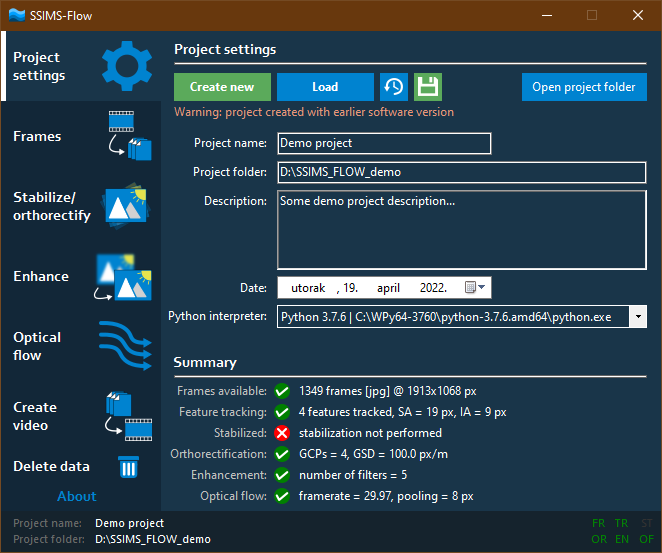 SSIMS-Flow
Project
settings
Frames
Stabilize/
orthorectify
Enhance
Optical
flow
Create
video
Delete data
About
Project settings
Create new
Load
Open project folder
Warning: project created with earlier software version
Project name:
Demo project
Project folder:
D:\SSIMS_FLOW_demo
Description:
Some demo project description...
Date:
utorak , 19. april 2022.
Python interpreter:
Python 3.7.6 | C:\WPy64-3760\python-3.7.6.amd64\python.exe
Summary
Frames available: 1349 frames [jpg] @ 1913x1068 px
Feature tracking: 4 features tracked, SA = 19 px, IA = 9 px
Stabilized: stabilization not performed
Orthorectification: GCPs = 4, GSD = 100.0 px/m
Enhancement: number of filters = 5
Optical flow: framerate = 29.97, pooling = 8 px
Project name: Demo project
Project folder: D:\SSIMS_FLOW_demo
FR TR ST
OR EN OF